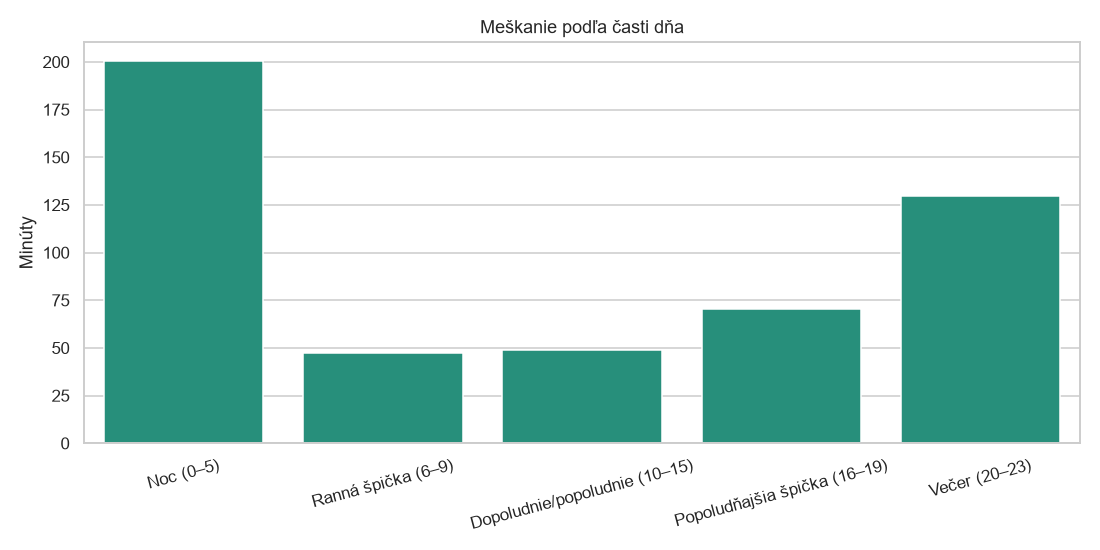 Meškanie podľa časti dňa
Minúty
200
175
150
125
100
75
50
25
0
Noc (0–5)
Ranná špička (6–9)
Dopoludnie/popoludnie (10–15)
Popoludňajšia špička (16–19)
Večer (20–23)